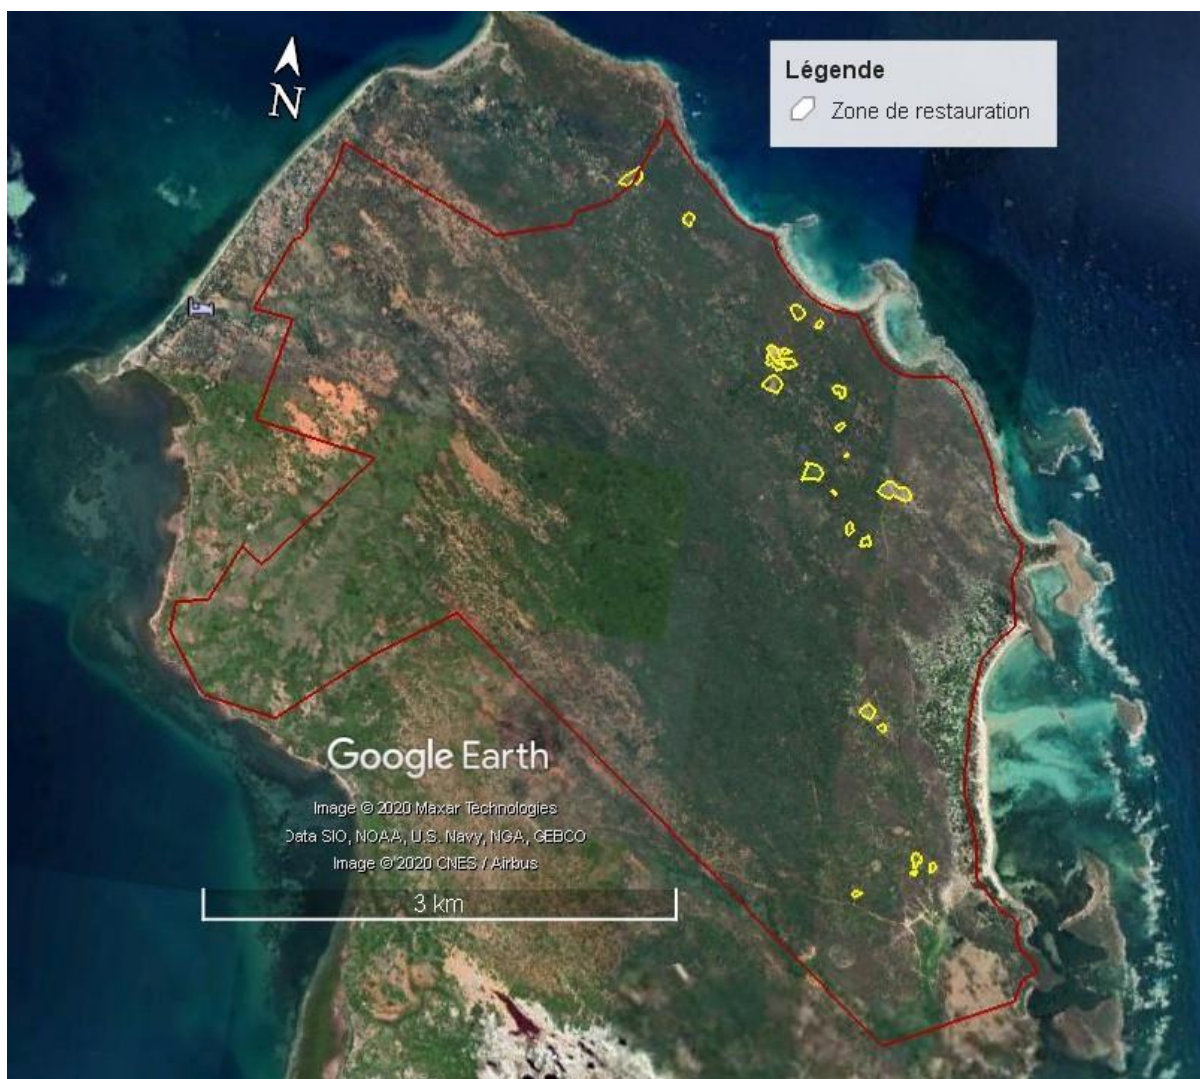 N
Légende
Zone de restauration
Google Earth
Image © 2020 Maxar Technologies
Data SIO, NOAA, U.S. Navy, NGA, GEBCO
Image © 2020 CNES / Airbus
3 km